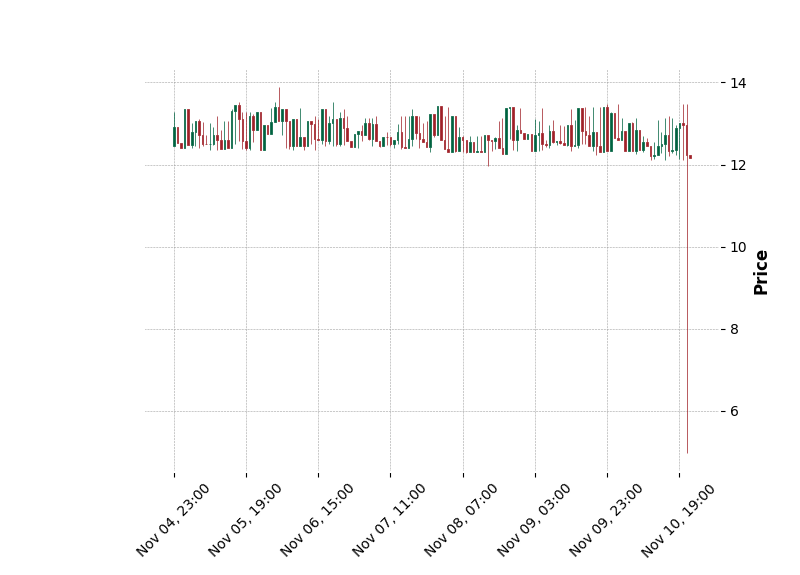 14
12
10
8
6
Price
Nov 04, 23:00
Nov 05, 19:00
Nov 06, 15:00
Nov 07, 11:00
Nov 08, 07:00
Nov 09, 03:00
Nov 09, 23:00
Nov 10, 19:00